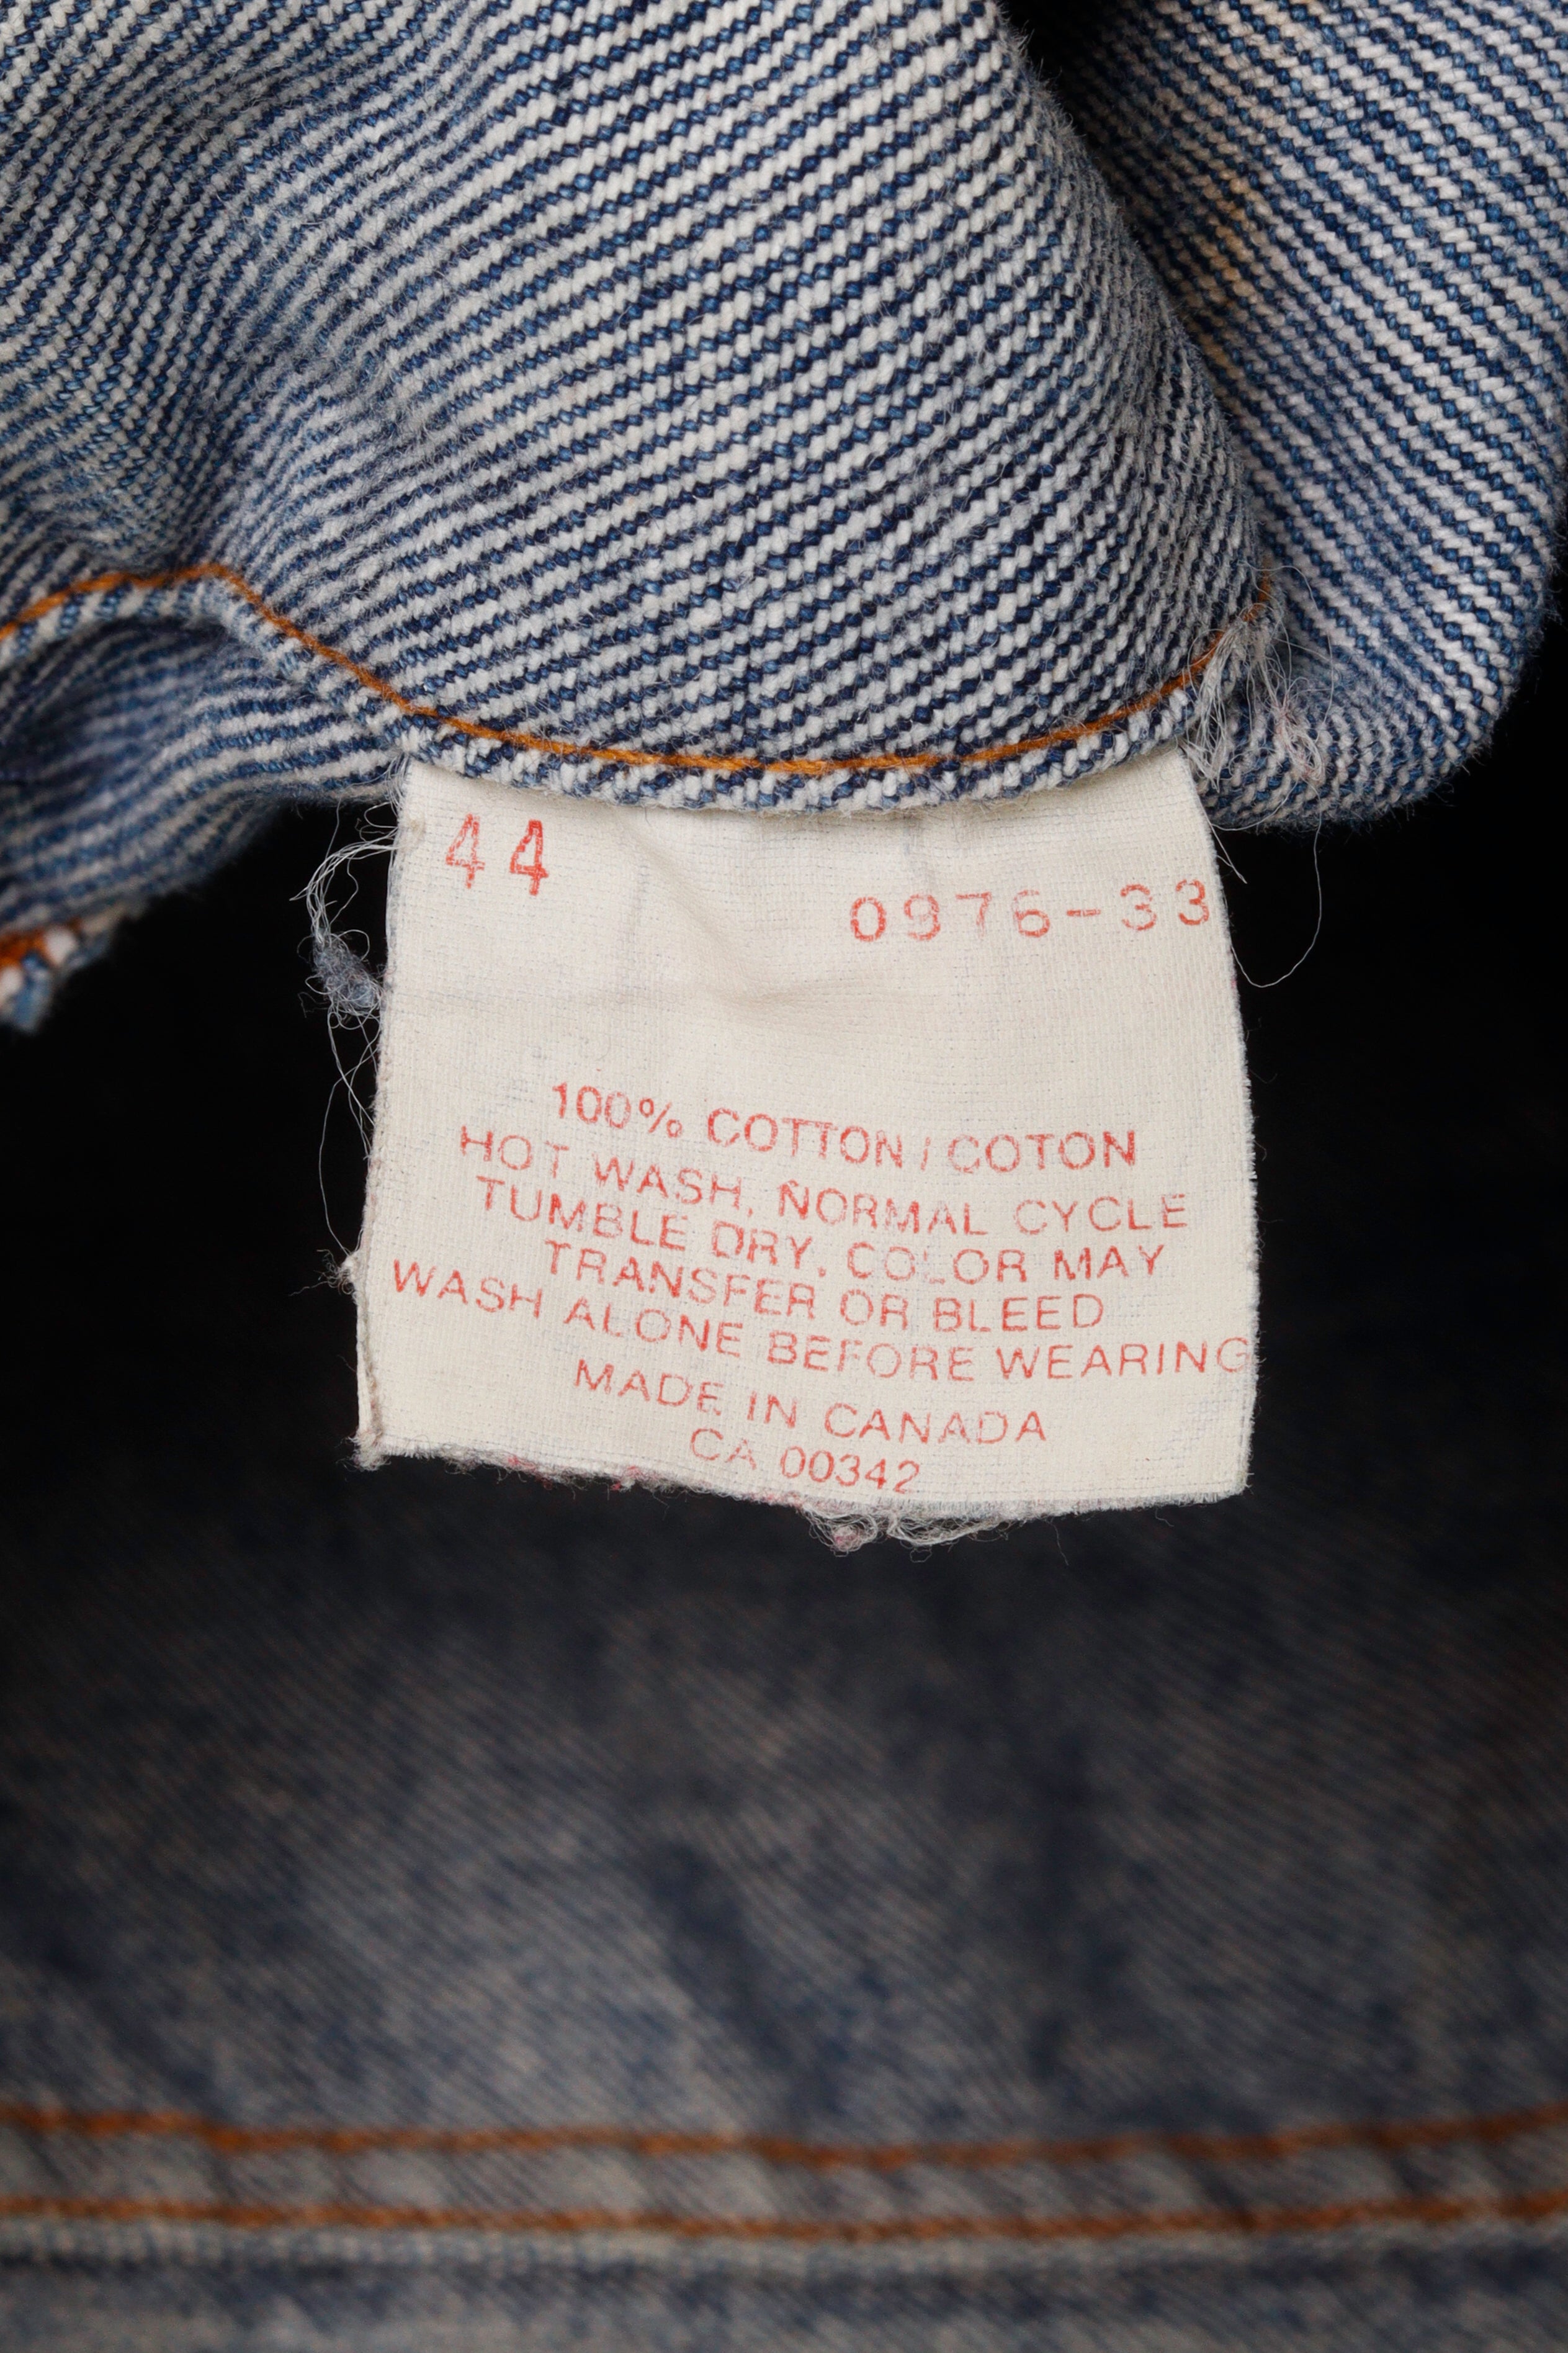 44
0976-33
100% COTTON / COTON
HOT WASH, NORMAL CYCLE
TUMBLE DRY. COLOR MAY
TRANSFER OR BLEED
WASH ALONE BEFORE WEARING
MADE IN CANADA
CA 00342